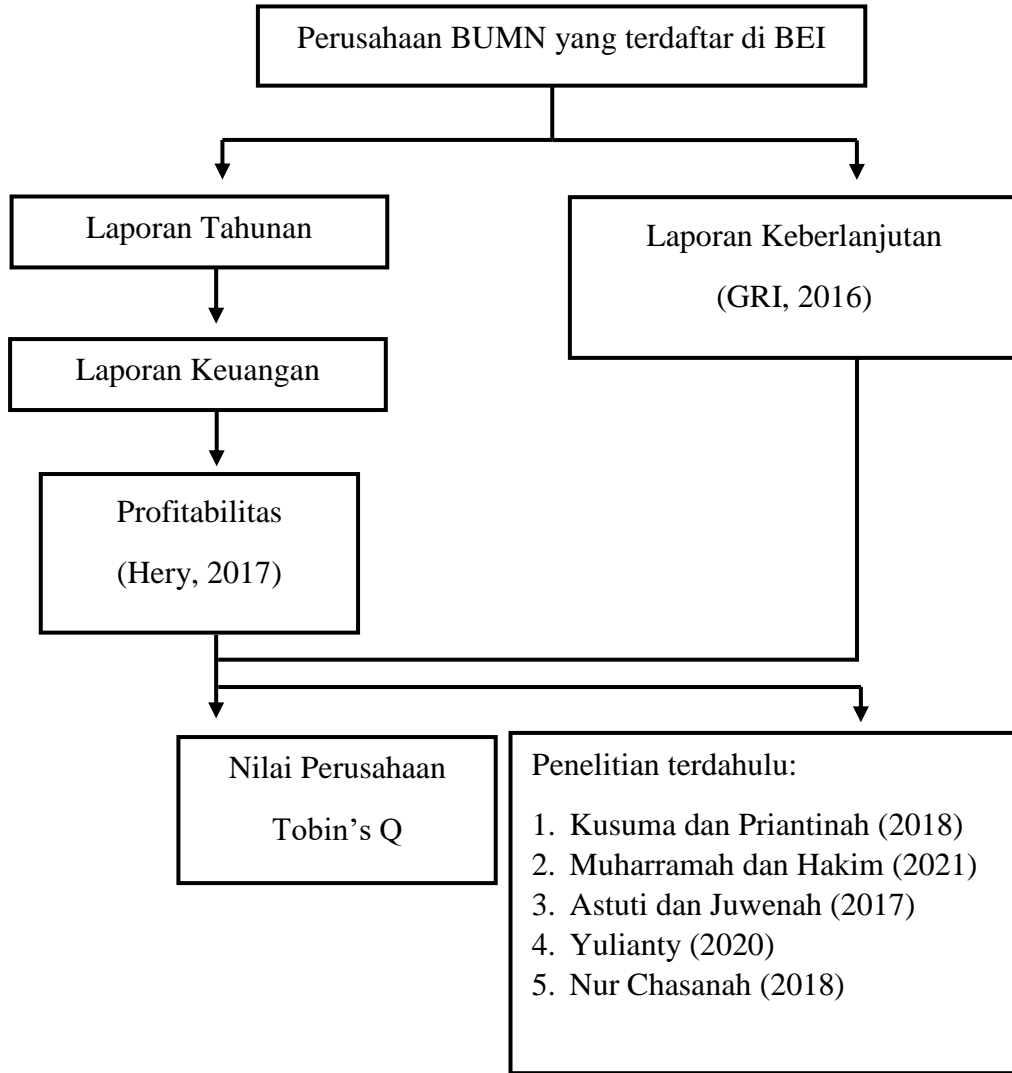 Perusahaan BUMN yang terdaftar di BEI
Laporan Tahunan
Laporan Keberlanjutan
(GRI, 2016)
Laporan Keuangan
Profitabilitas
(Hery, 2017)
Nilai Perusahaan
Tobin’s Q
Penelitian terdahulu:
1. Kusuma dan Priantinah (2018)
2. Muharramah dan Hakim (2021)
3. Astuti dan Juwenah (2017)
4. Yulianty (2020)
5. Nur Chasanah (2018)